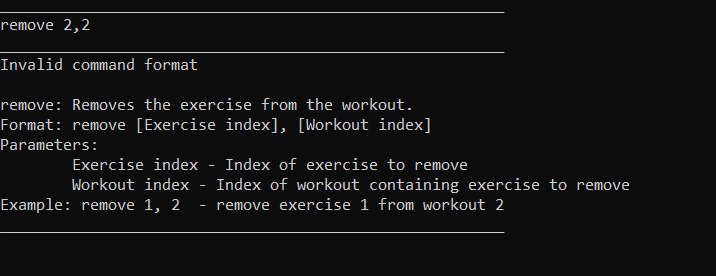 remove 2,2
Invalid command format
remove: Removes the exercise from the workout.
Format: remove [Exercise index], [Workout index]
Parameters:
        Exercise index - Index of exercise to remove
        Workout index - Index of workout containing exercise to remove
Example: remove 1, 2  - remove exercise 1 from workout 2